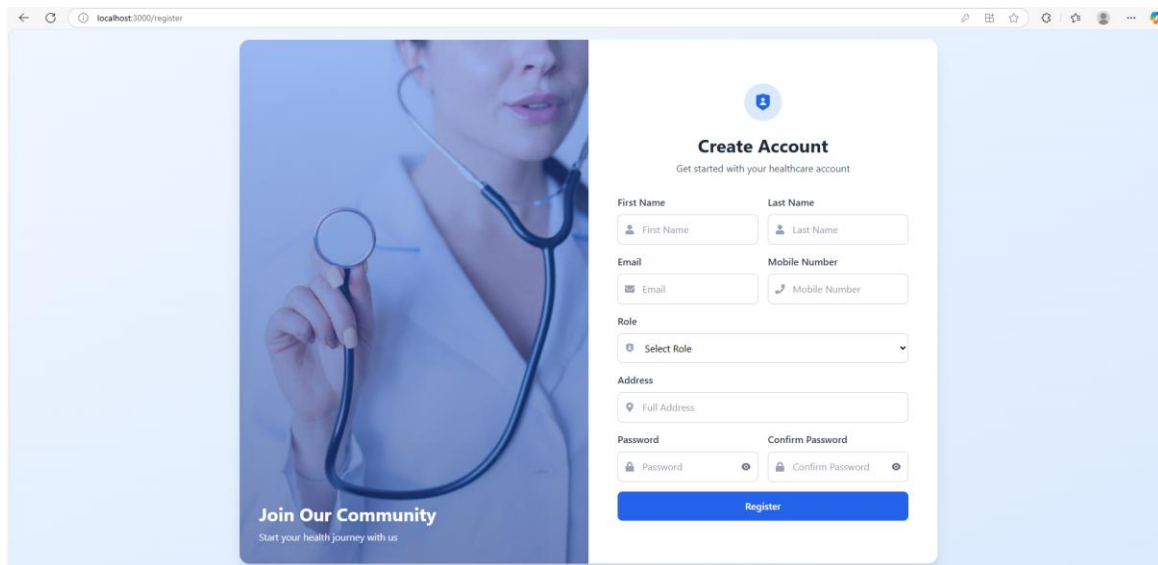 localhost:3000/register
Create Account
Get started with your healthcare account
First Name Last Name
First Name Last Name
Email Mobile Number
Email Mobile Number
Role
Select Role
Address
Full Address
Password Confirm Password
Password Confirm Password
Register
Join Our Community
Start your health journey with us